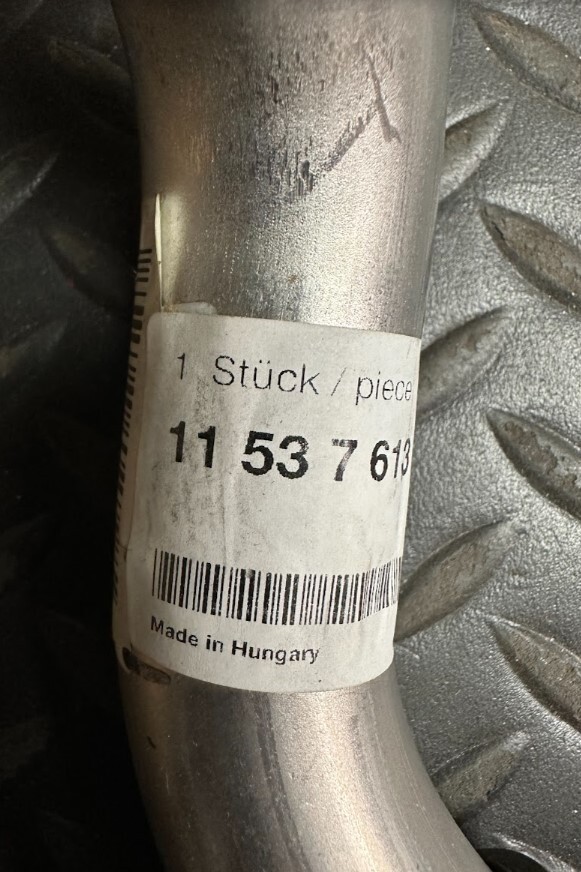 1 Stück / piece
11 53 7 613
Made in Hungary